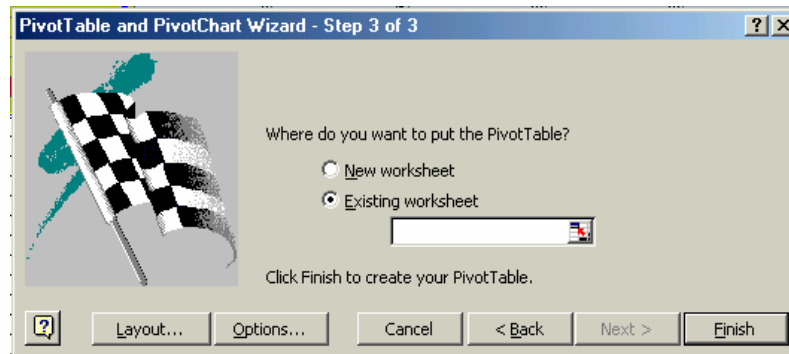 PivotTable and PivotChart Wizard - Step 3 of 3
Where do you want to put the PivotTable?
New worksheet
Existing worksheet
Click Finish to create your PivotTable.
Layout... Options... Cancel < Back Next > Finish